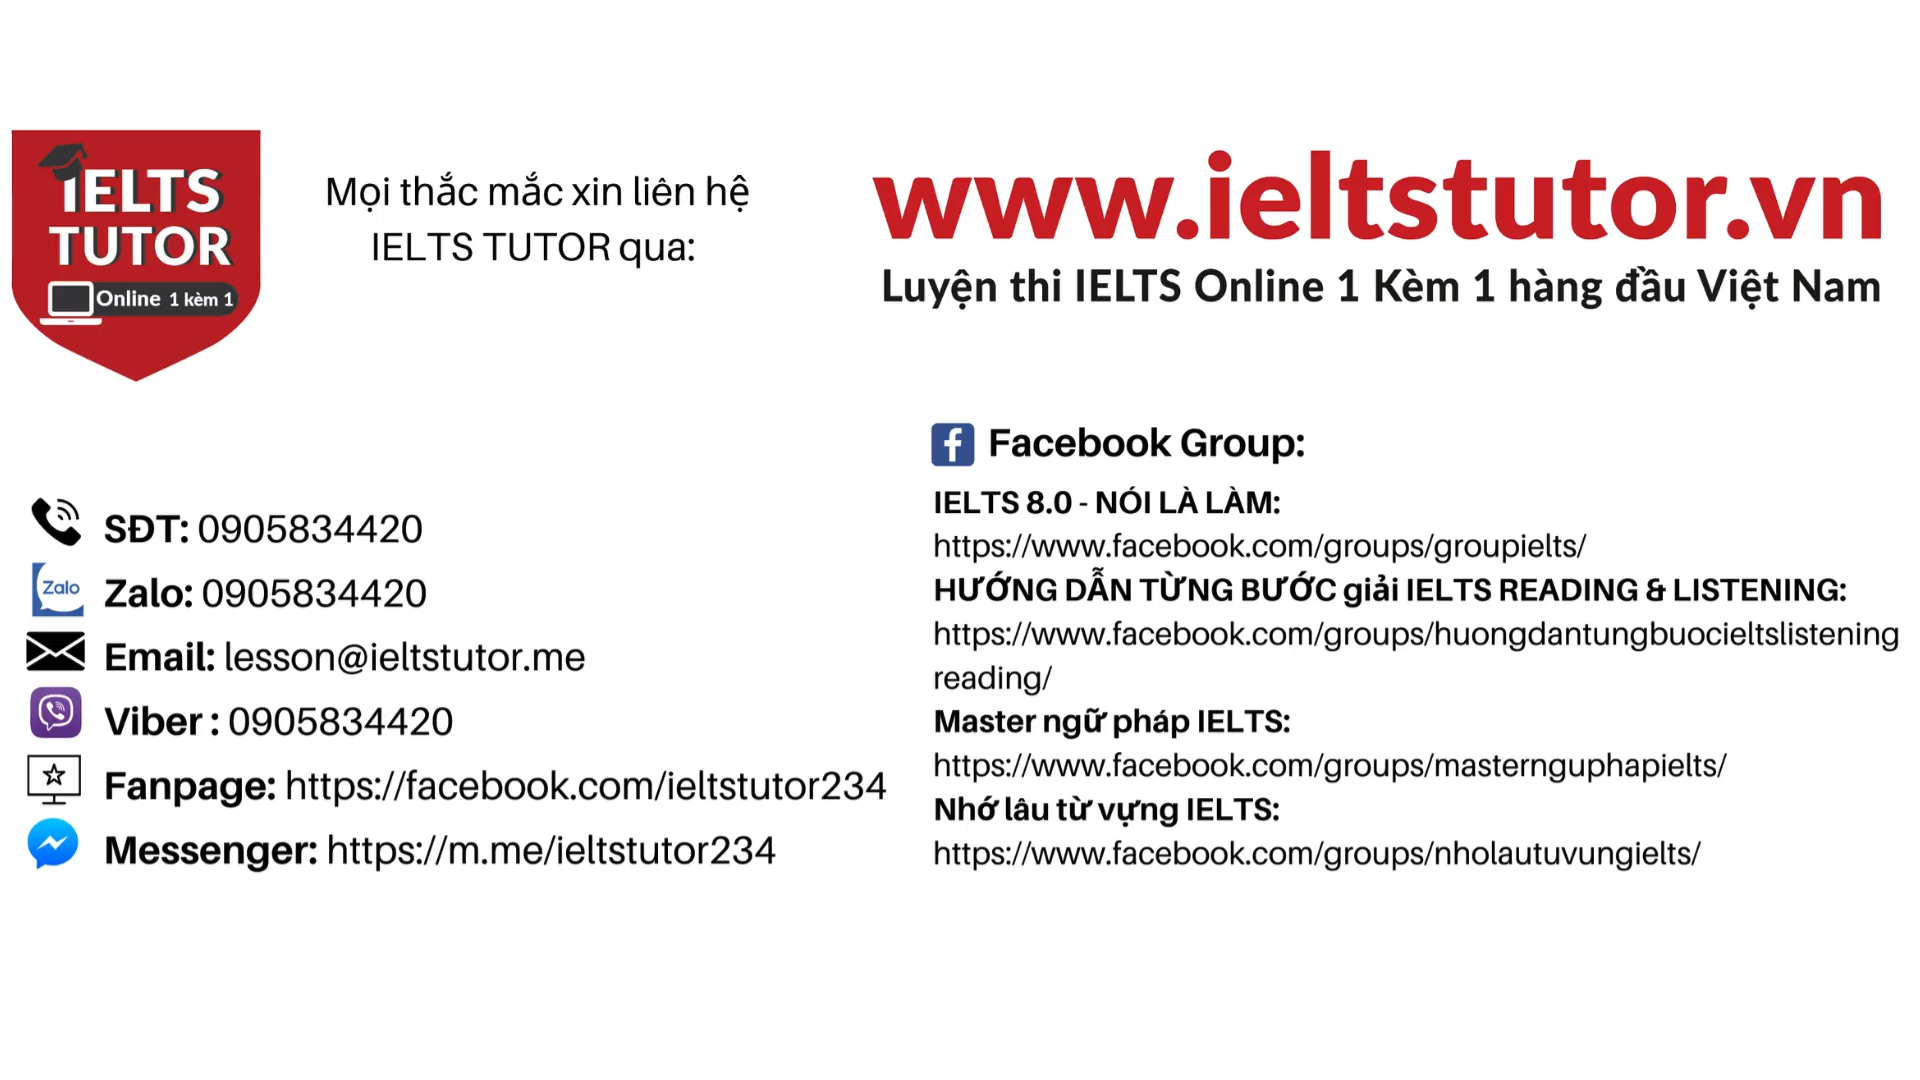 IELTS
TUTOR
Online 1 kèm 1
Mọi thắc mắc xin liên hệ
IELTS TUTOR qua:
www.ieltstutor.vn
Luyện thi IELTS Online 1 Kèm 1 hàng đầu Việt Nam
SĐT: 0905834420
Zalo
Zalo: 0905834420
Email: lesson@ieltstutor.me
Viber : 0905834420
Fanpage: https://facebook.com/ieltstutor234
Messenger: https://m.me/ieltstutor234
Facebook Group:
IELTS 8.0 - NÓI LÀ LÀM:
https://www.facebook.com/groups/groupielts/
HƯỚNG DẪN TỪNG BƯỚC giải IELTS READING & LISTENING:
https://www.facebook.com/groups/huongdantungbuocieltslistening
reading/
Master ngữ pháp IELTS:
https://www.facebook.com/groups/masternguphapielts/
Nhớ lâu từ vựng IELTS:
https://www.facebook.com/groups/nholautuvungielts/